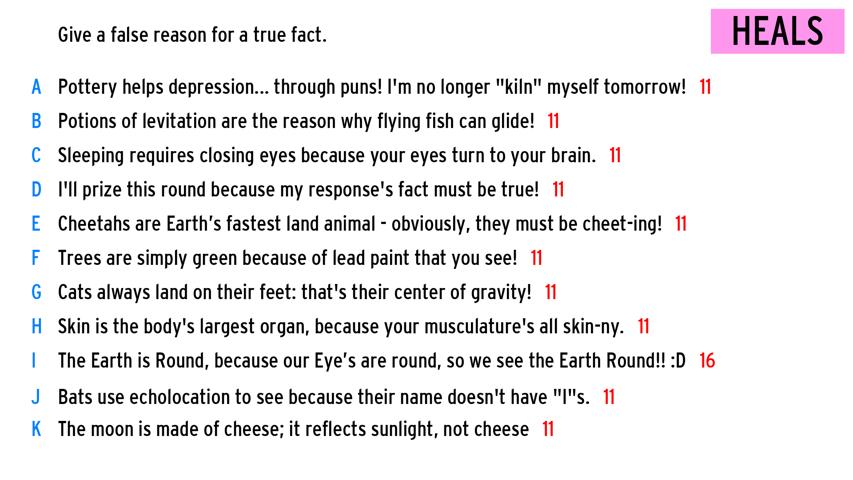 Give a false reason for a true fact.
HEALS
A Pottery helps depression... through puns! I'm no longer "kiln" myself tomorrow! 11
B Potions of levitation are the reason why flying fish can glide! 11
C Sleeping requires closing eyes because your eyes turn to your brain. 11
D I'll prize this round because my response's fact must be true! 11
E Cheetahs are Earth's fastest land animal - obviously, they must be cheet-ing! 11
F Trees are simply green because of lead paint that you see! 11
G Cats always land on their feet: that's their center of gravity! 11
H Skin is the body's largest organ, because your musculature's all skin-ny. 11
I The Earth is Round, because our Eye’s are round, so we see the Earth Round!! :D 16
J Bats use echolocation to see because their name doesn't have "I"s. 11
K The moon is made of cheese; it reflects sunlight, not cheese 11